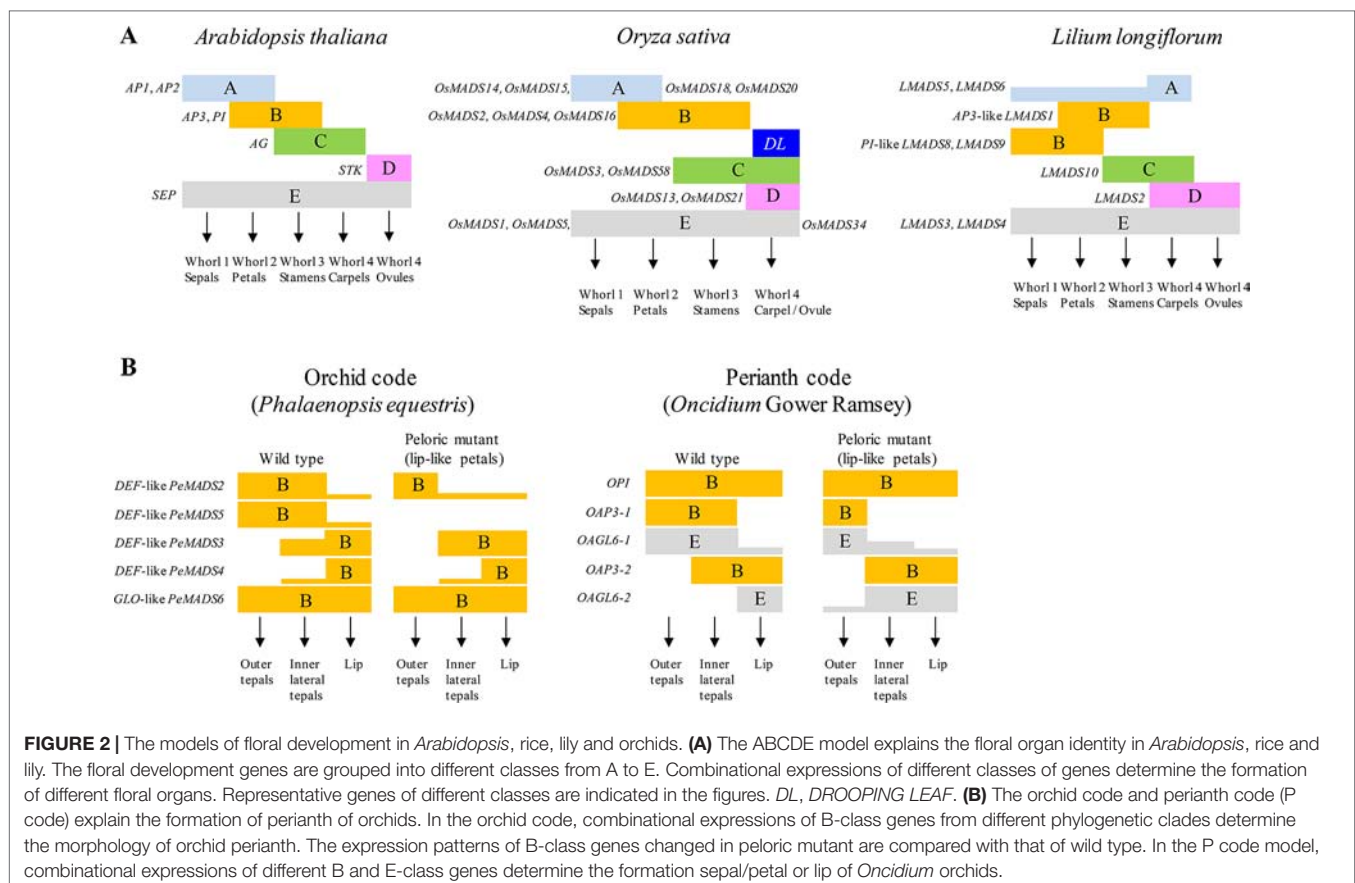 A
Arabidopsis thaliana
Oryza sativa
Lilium longiflorum
AP1, AP2
A
AP3, PI
B
AG
C
STK
D
SEP
E
Whorl 1 Whorl 2 Whorl 3 Whorl 4 Whorl 4
Sepals Petals Stamens Carpels Ovules
OsMADS14, OsMADS15,
A
OsMADS18, OsMADS20
OsMADS2, OsMADS4, OsMADS16
B
DL
OsMADS3, OsMADS58
C
OsMADS13, OsMADS21
D
OsMADS1, OsMADS5,
E
OsMADS34
Whorl 1 Whorl 2 Whorl 3 Whorl 4
Sepals Petals Stamens Carpel / Ovule
LMADS5, LMADS6
A
AP3-like LMADS1
B
PI-like LMADS8, LMADS9
B
LMADS10
C
LMADS2
D
LMADS3, LMADS4
E
Whorl 1 Whorl 2 Whorl 3 Whorl 4 Whorl 4
Sepals Petals Stamens Carpels Ovules
B
Orchid code
(Phalaenopsis equestris)
Wild type
Peloric mutant
(lip-like petals)
DEF-like PeMADS2
B
B
DEF-like PeMADS5
B
DEF-like PeMADS3
B
B
DEF-like PeMADS4
B
B
GLO-like PeMADS6
B
B
Outer Inner Lip
tepals lateral
tepals
Outer Inner Lip
tepals lateral
tepals
Perianth code
(Oncidium Gower Ramsey)
Wild type
Peloric mutant
(lip-like petals)
OPI
B
B
OAP3-1
B
B
OAGL6-1
E
E
OAP3-2
B
B
OAGL6-2
E
E
Outer Inner Lip
tepals lateral
tepals
Outer Inner Lip
tepals lateral
tepals
FIGURE 2 | The models of floral development in Arabidopsis, rice, lily and orchids. (A) The ABCDE model explains the floral organ identity in Arabidopsis, rice and
lily. The floral development genes are grouped into different classes from A to E. Combinational expressions of different classes of genes determine the formation
of different floral organs. Representative genes of different classes are indicated in the figures. DL, DROOPING LEAF. (B) The orchid code and perianth code (P
code) explain the formation of perianth of orchids. In the orchid code, combinational expressions of B-class genes from different phylogenetic clades determine
the morphology of orchid perianth. The expression patterns of B-class genes changed in peloric mutant are compared with that of wild type. In the P code model,
combinational expressions of different B and E-class genes determine the formation sepal/petal or lip of Oncidium orchids.